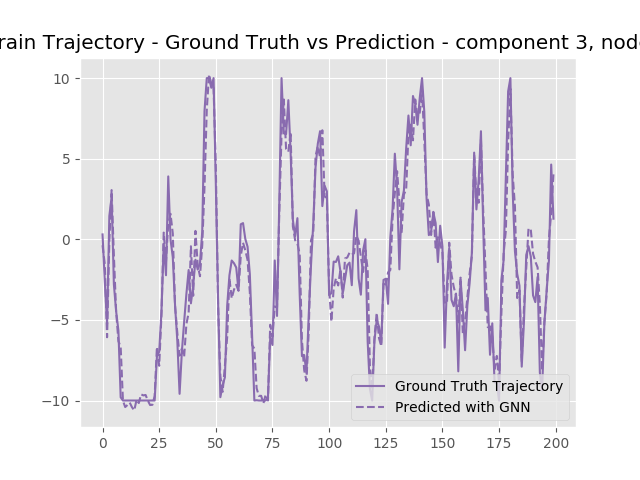 rain Trajectory - Ground Truth vs Prediction - component 3, nod
10
5
0
−5
−10
0 25 50 75 100 125 150 175 200
Ground Truth Trajectory
Predicted with GNN